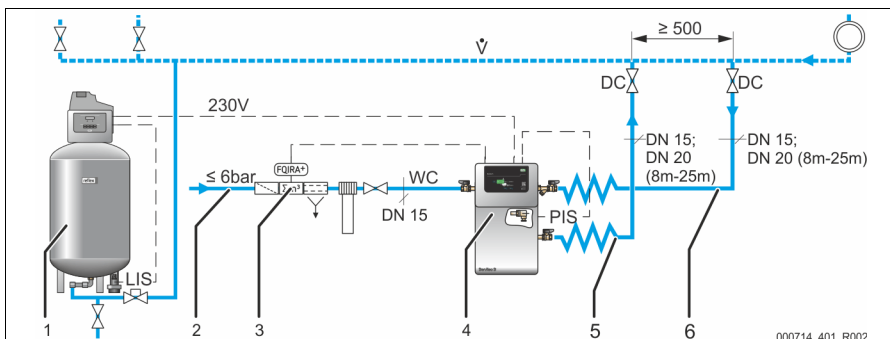 ≥ 500
V̇
DC
DC
230V
DN 15;
DN 20
(8m-25m)
DN 15;
DN 20 (8m-25m)
≤ 6bar
FQIRA+
WC
DN 15
PIS
reflex
LIS
1
2
3
4
5
6
000714_401_R002